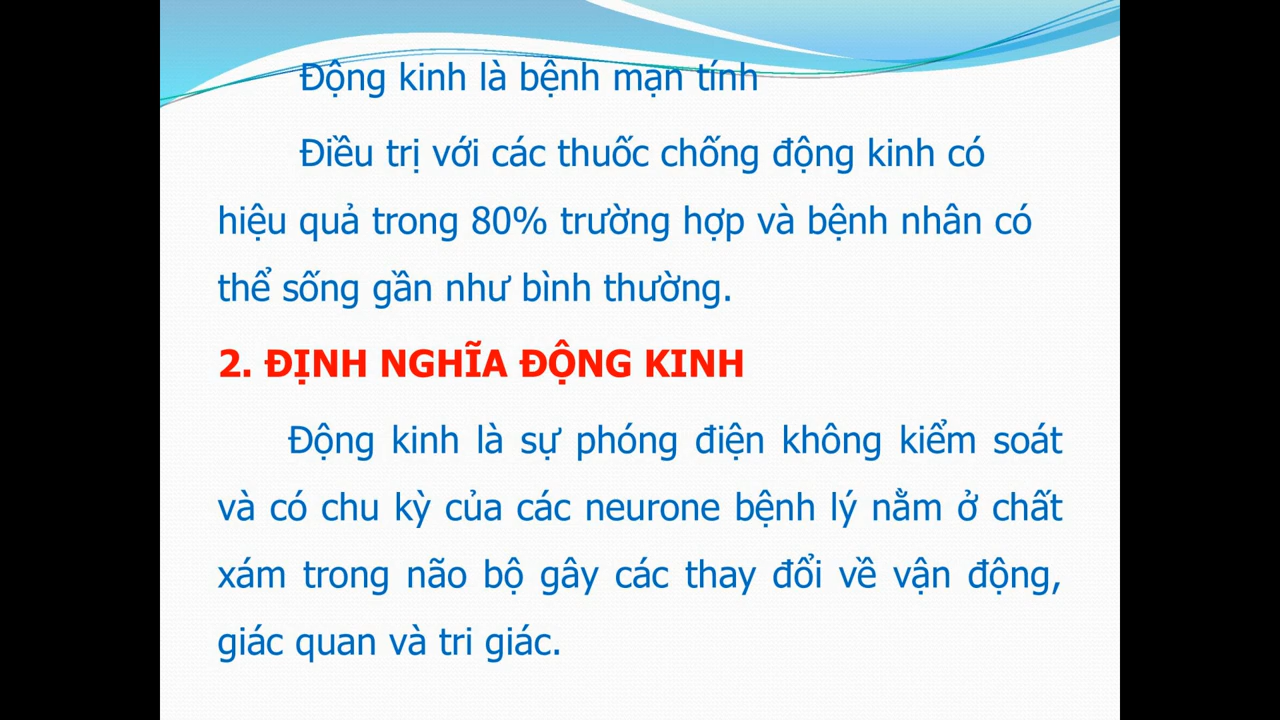 Động kinh là bệnh mạn tính
Điều trị với các thuốc chống động kinh có
hiệu quả trong 80% trường hợp và bệnh nhân có
thể sống gần như bình thường.
2. ĐỊNH NGHĨA ĐỘNG KINH
Động kinh là sự phóng điện không kiểm soát
và có chu kỳ của các neurone bệnh lý nằm ở chất
xám trong não bộ gây các thay đổi về vận động,
giác quan và tri giác.